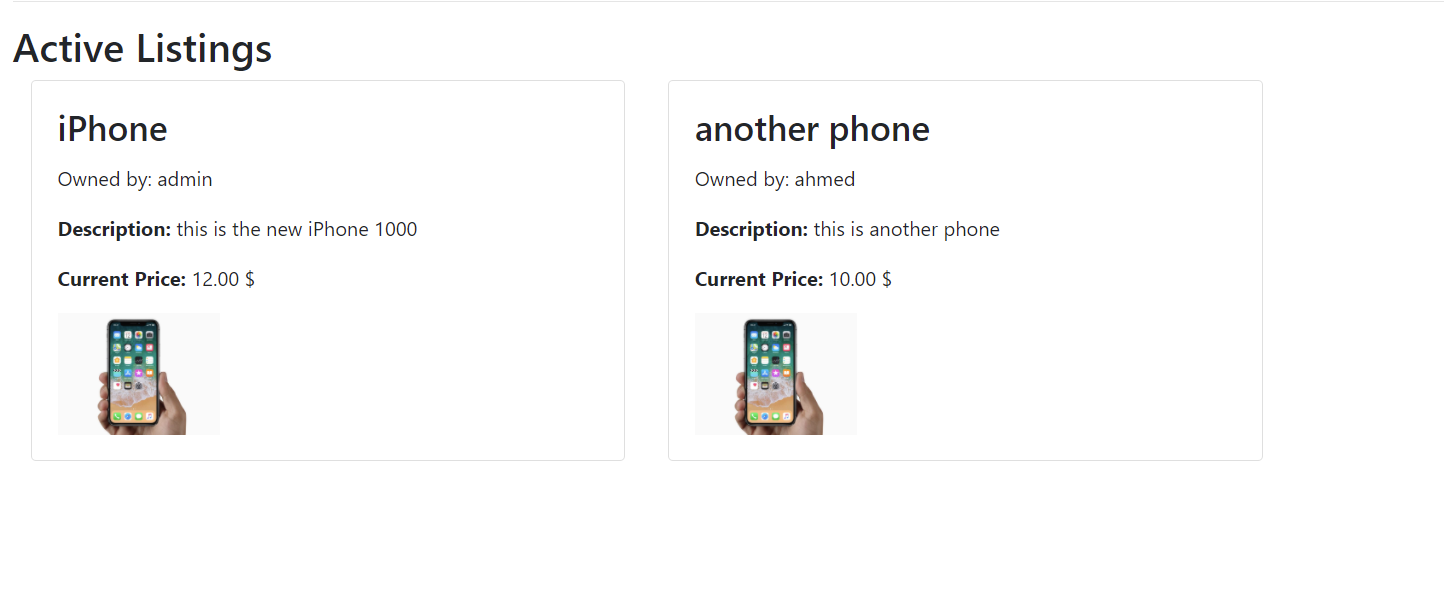 Active Listings
iPhone
Owned by: admin
Description: this is the new iPhone 1000
Current Price: 12.00 $
another phone
Owned by: ahmed
Description: this is another phone
Current Price: 10.00 $